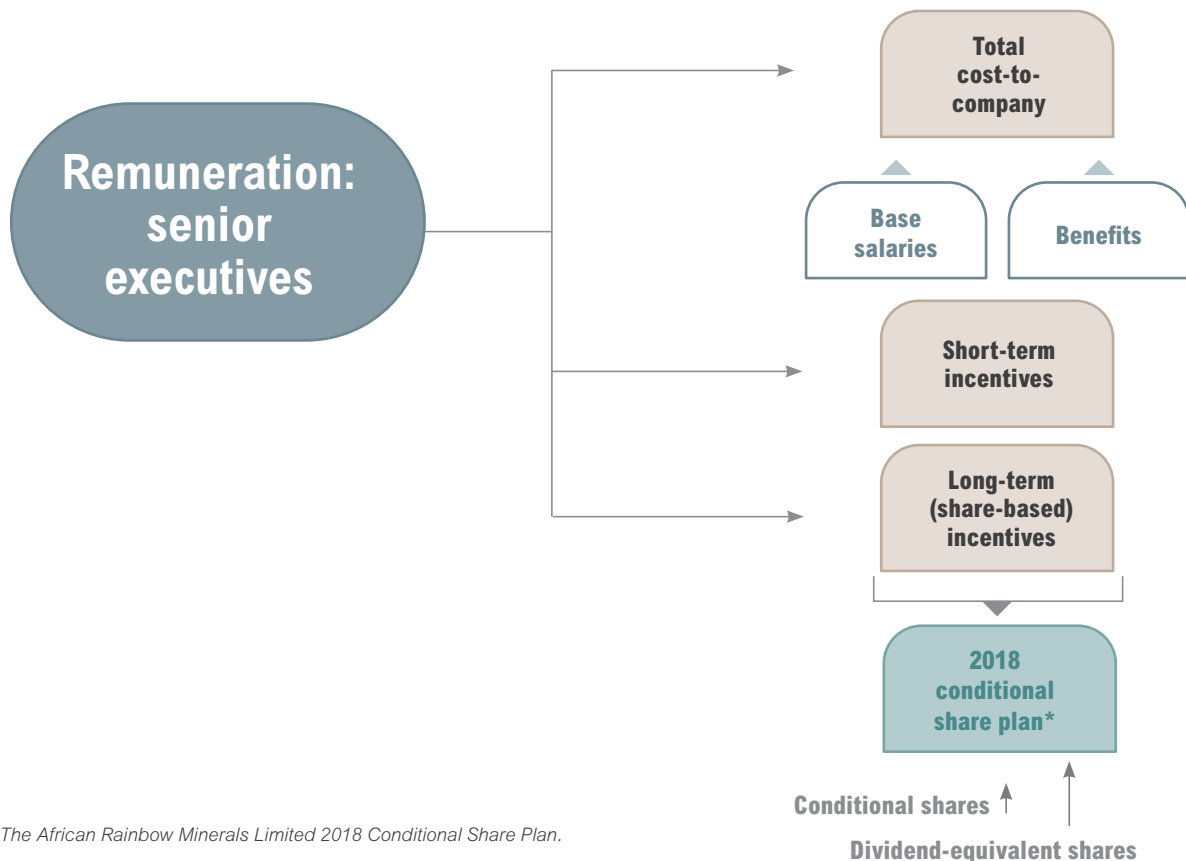 Remuneration:
senior
executives
Total
cost-to-
company
Base
salaries
Benefits
Short-term
incentives
Long-term
(share-based)
incentives
2018
conditional
share plan*
Conditional shares
Dividend-equivalent shares
The African Rainbow Minerals Limited 2018 Conditional Share Plan.